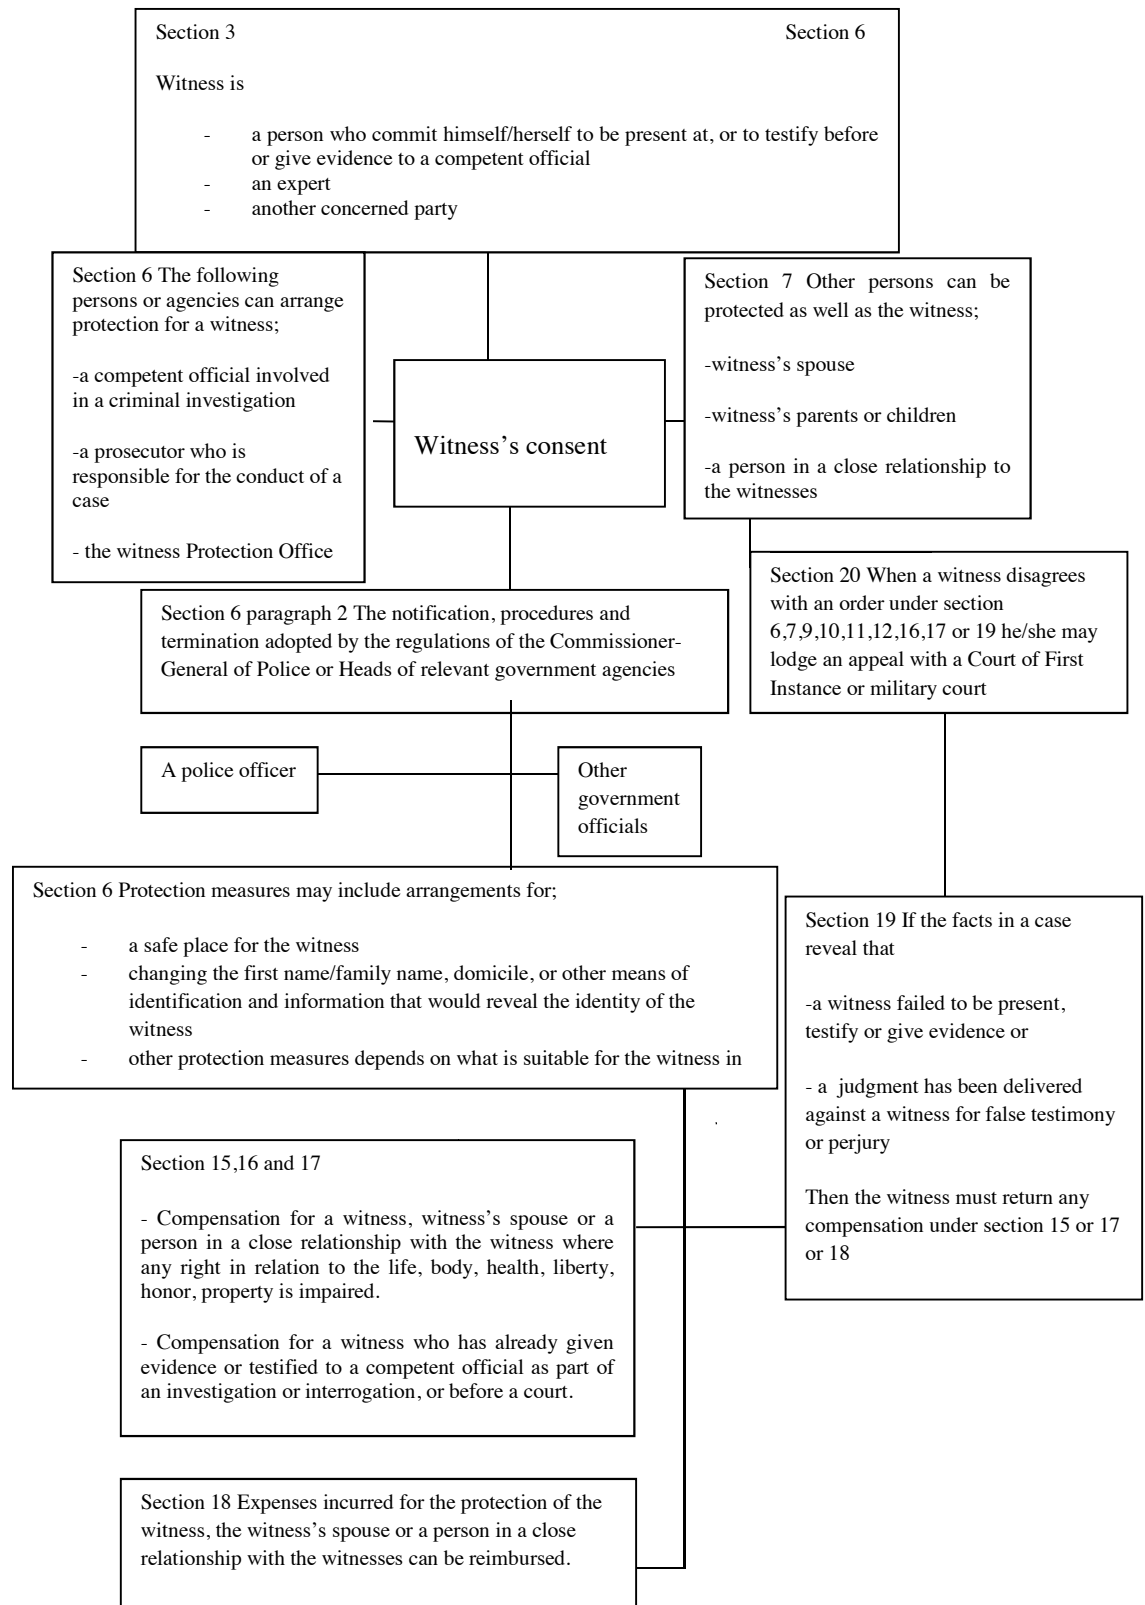 Section 3 Section 6
Witness is
- a person who commit himself/herself to be present at, or to testify before
or give evidence to a competent official
- an expert
- another concerned party
Section 6 The following
persons or agencies can arrange
protection for a witness;
-a competent official involved
in a criminal investigation
-a prosecutor who is
responsible for the conduct of a
case
- the witness Protection Office
Witness’s consent
Section 7 Other persons can be
protected as well as the witness;
-witness’s spouse
-witness’s parents or children
-a person in a close relationship to
the witnesses
Section 20 When a witness disagrees
with an order under section
6,7,9,10,11,12,16,17 or 19 he/she may
lodge an appeal with a Court of First
Instance or military court
Section 6 paragraph 2 The notification, procedures and
termination adopted by the regulations of the Commissioner-
General of Police or Heads of relevant government agencies
A police officer
Other
government
officials
Section 6 Protection measures may include arrangements for;
- a safe place for the witness
- changing the first name/family name, domicile, or other means of
identification and information that would reveal the identity of the
witness
- other protection measures depends on what is suitable for the witness in
Section 19 If the facts in a case
reveal that
-a witness failed to be present,
testify or give evidence or
- a judgment has been delivered
against a witness for false testimony
or perjury
Then the witness must return any
compensation under section 15 or 17
or 18
Section 15,16 and 17
- Compensation for a witness, witness’s spouse or a
person in a close relationship with the witness where
any right in relation to the life, body, health, liberty,
honor, property is impaired.
- Compensation for a witness who has already given
evidence or testified to a competent official as part of
an investigation or interrogation, or before a court.
Section 18 Expenses incurred for the protection of the
witness, the witness’s spouse or a person in a close
relationship with the witnesses can be reimbursed.